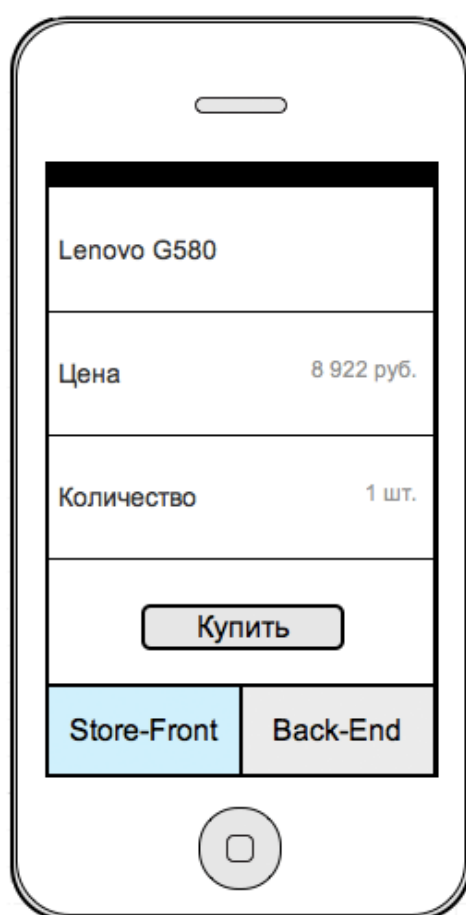 Lenovo G580
Цена 8 922 руб.
Количество 1 шт.
Купить
Store-Front Back-End